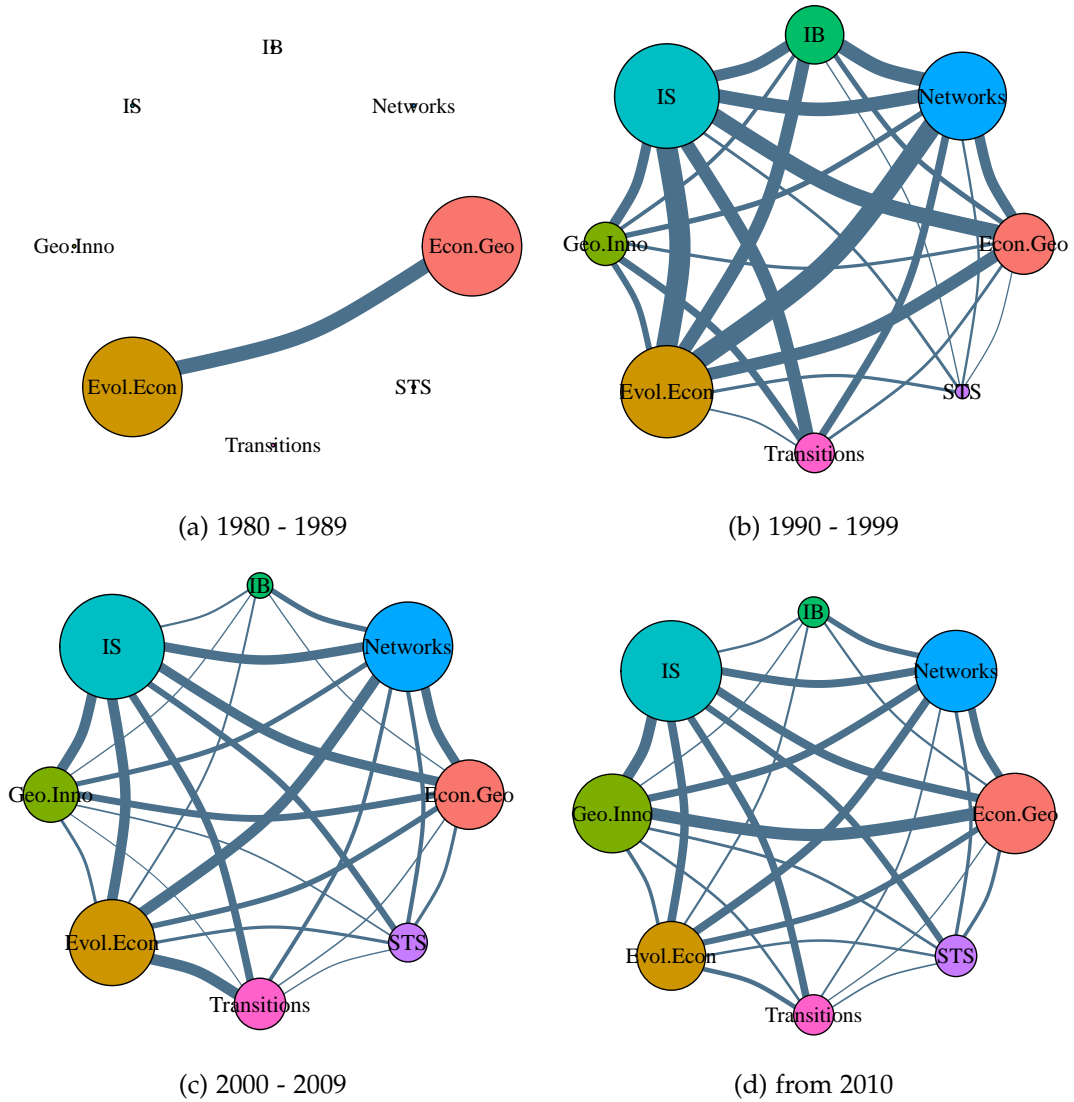 IB
IS
Networks
Geo.Inno
Econ.Geo
Evol.Econ
STS
Transitions
(a) 1980 - 1989
IB
IS
Networks
Geo.Inno
Econ.Geo
Evol.Econ
STS
Transitions
(b) 1990 - 1999
IB
IS
Networks
Geo.Inno
Econ.Geo
Evol.Econ
STS
Transitions
(c) 2000 - 2009
IB
IS
Networks
Geo.Inno
Econ.Geo
Evol.Econ
STS
Transitions
(d) from 2010